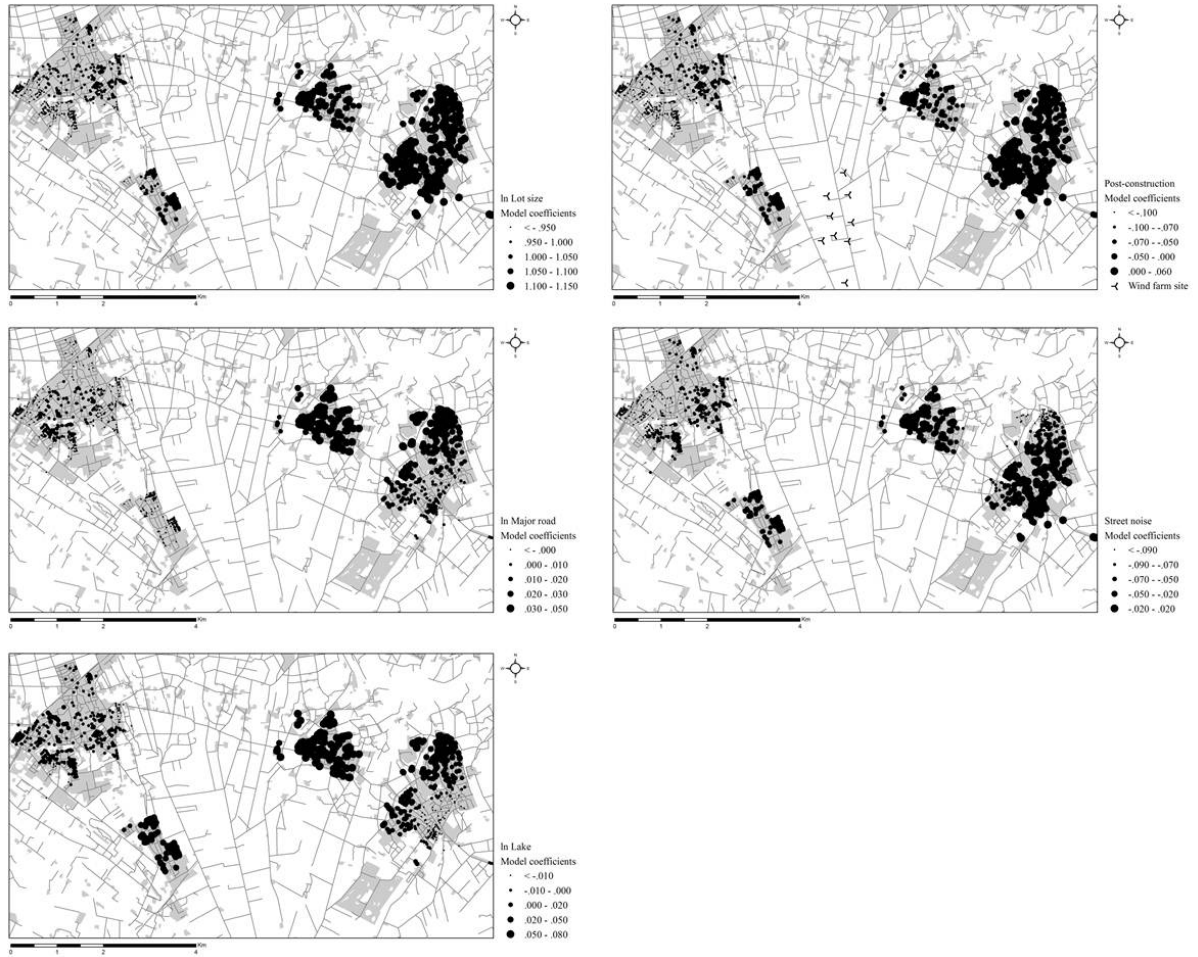 N
W E
S
ln Lot size
Model coefficients
< - .950
.950 - 1.000
1.000 - 1.050
1.050 - 1.100
1.100 - 1.150
Km
0 1 2 4
N
W E
S
Post-construction
Model coefficients
< -.100
-.100 - -.070
-.070 - -.050
-.050 - .000
.000 - .060
Wind farm site
Km
0 1 2 4
N
W E
S
ln Major road
Model coefficients
< - .000
.000 - .010
.010 - .020
.020 - .030
.030 - .050
Km
0 1 2 4
N
W E
S
Street noise
Model coefficients
< -.090
-.090 - -.070
-.070 - -.050
-.050 - -.020
-.020 - .020
Km
0 1 2 4
N
W E
S
ln Lake
Model coefficients
< -.010
-.010 - .000
.000 - .020
.020 - .050
.050 - .080
Km
0 1 2 4